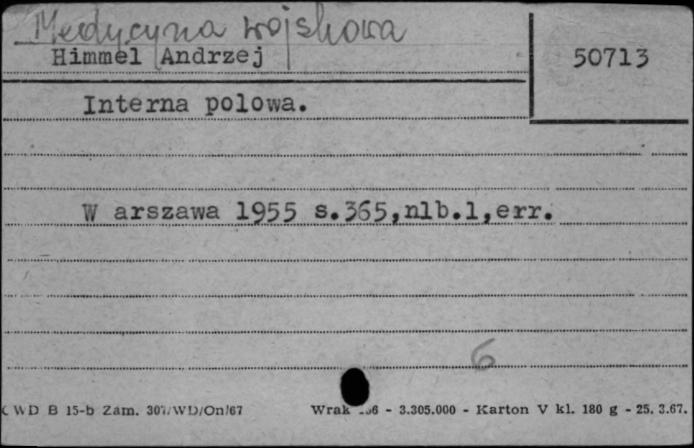 Medycyna wojskowa
Himmel Andrzej
50713
Interna polowa.
W arszawa 1955 s.365,nlb.1,err.
6
WD B 15-b Zam. 307/WD/On/67
Wrak - 3.305.000 - Karton V kl. 180 g - 25. 3.67.